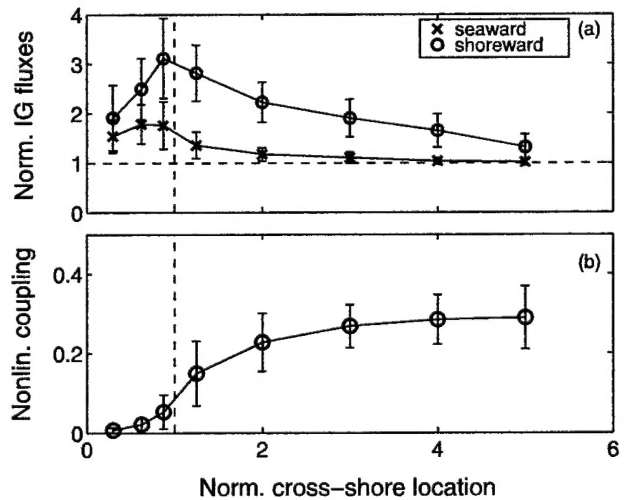 (a)
× seaward
o shoreward
Norm. IG fluxes
4
3
2
1
0
(b)
Nonlin. coupling
0.4
0.2
0
0 2 4 6
Norm. cross-shore location